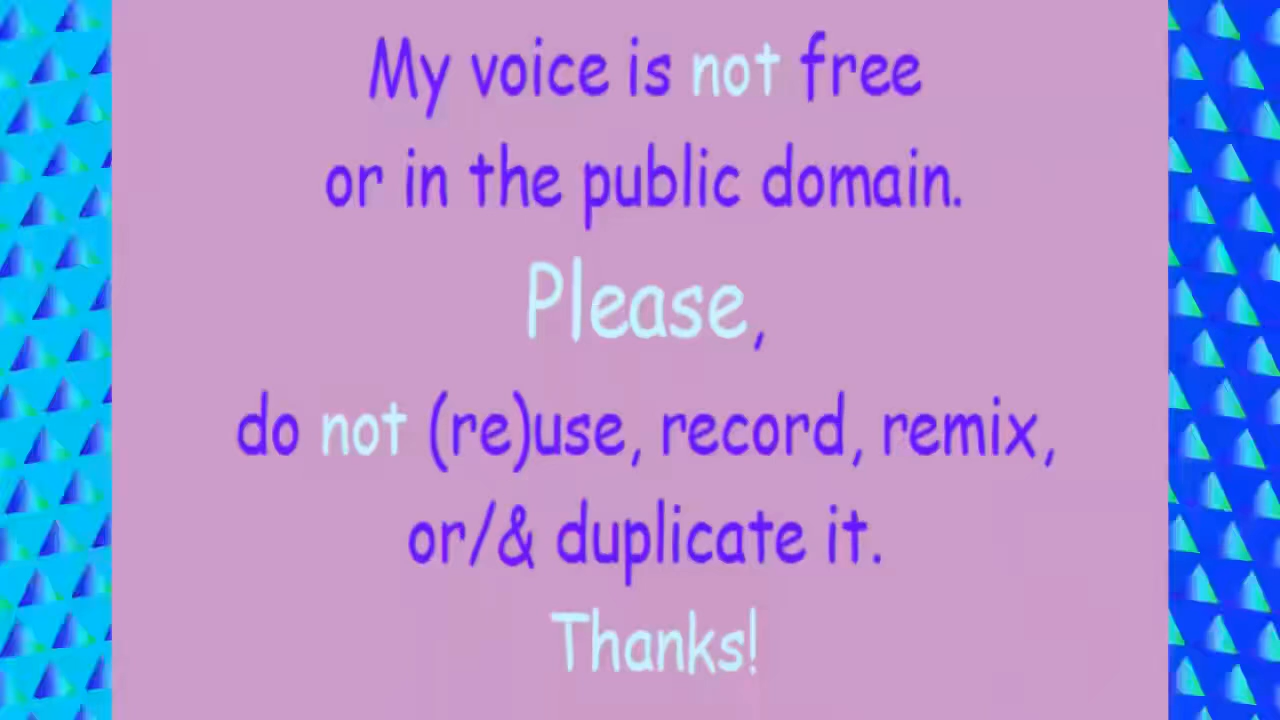 My voice is not free
or in the public domain.
Please,
do not (re)use, record, remix,
or/& duplicate it.
Thanks!